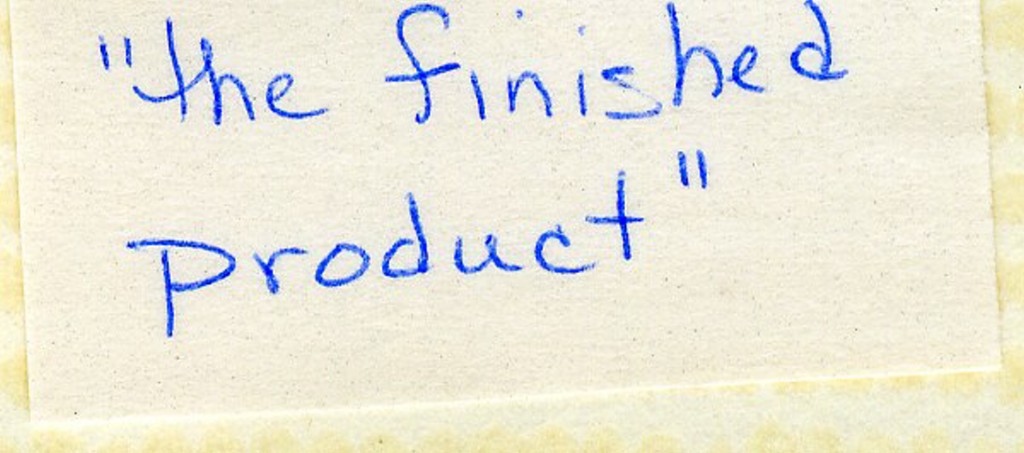 "the finished
product"